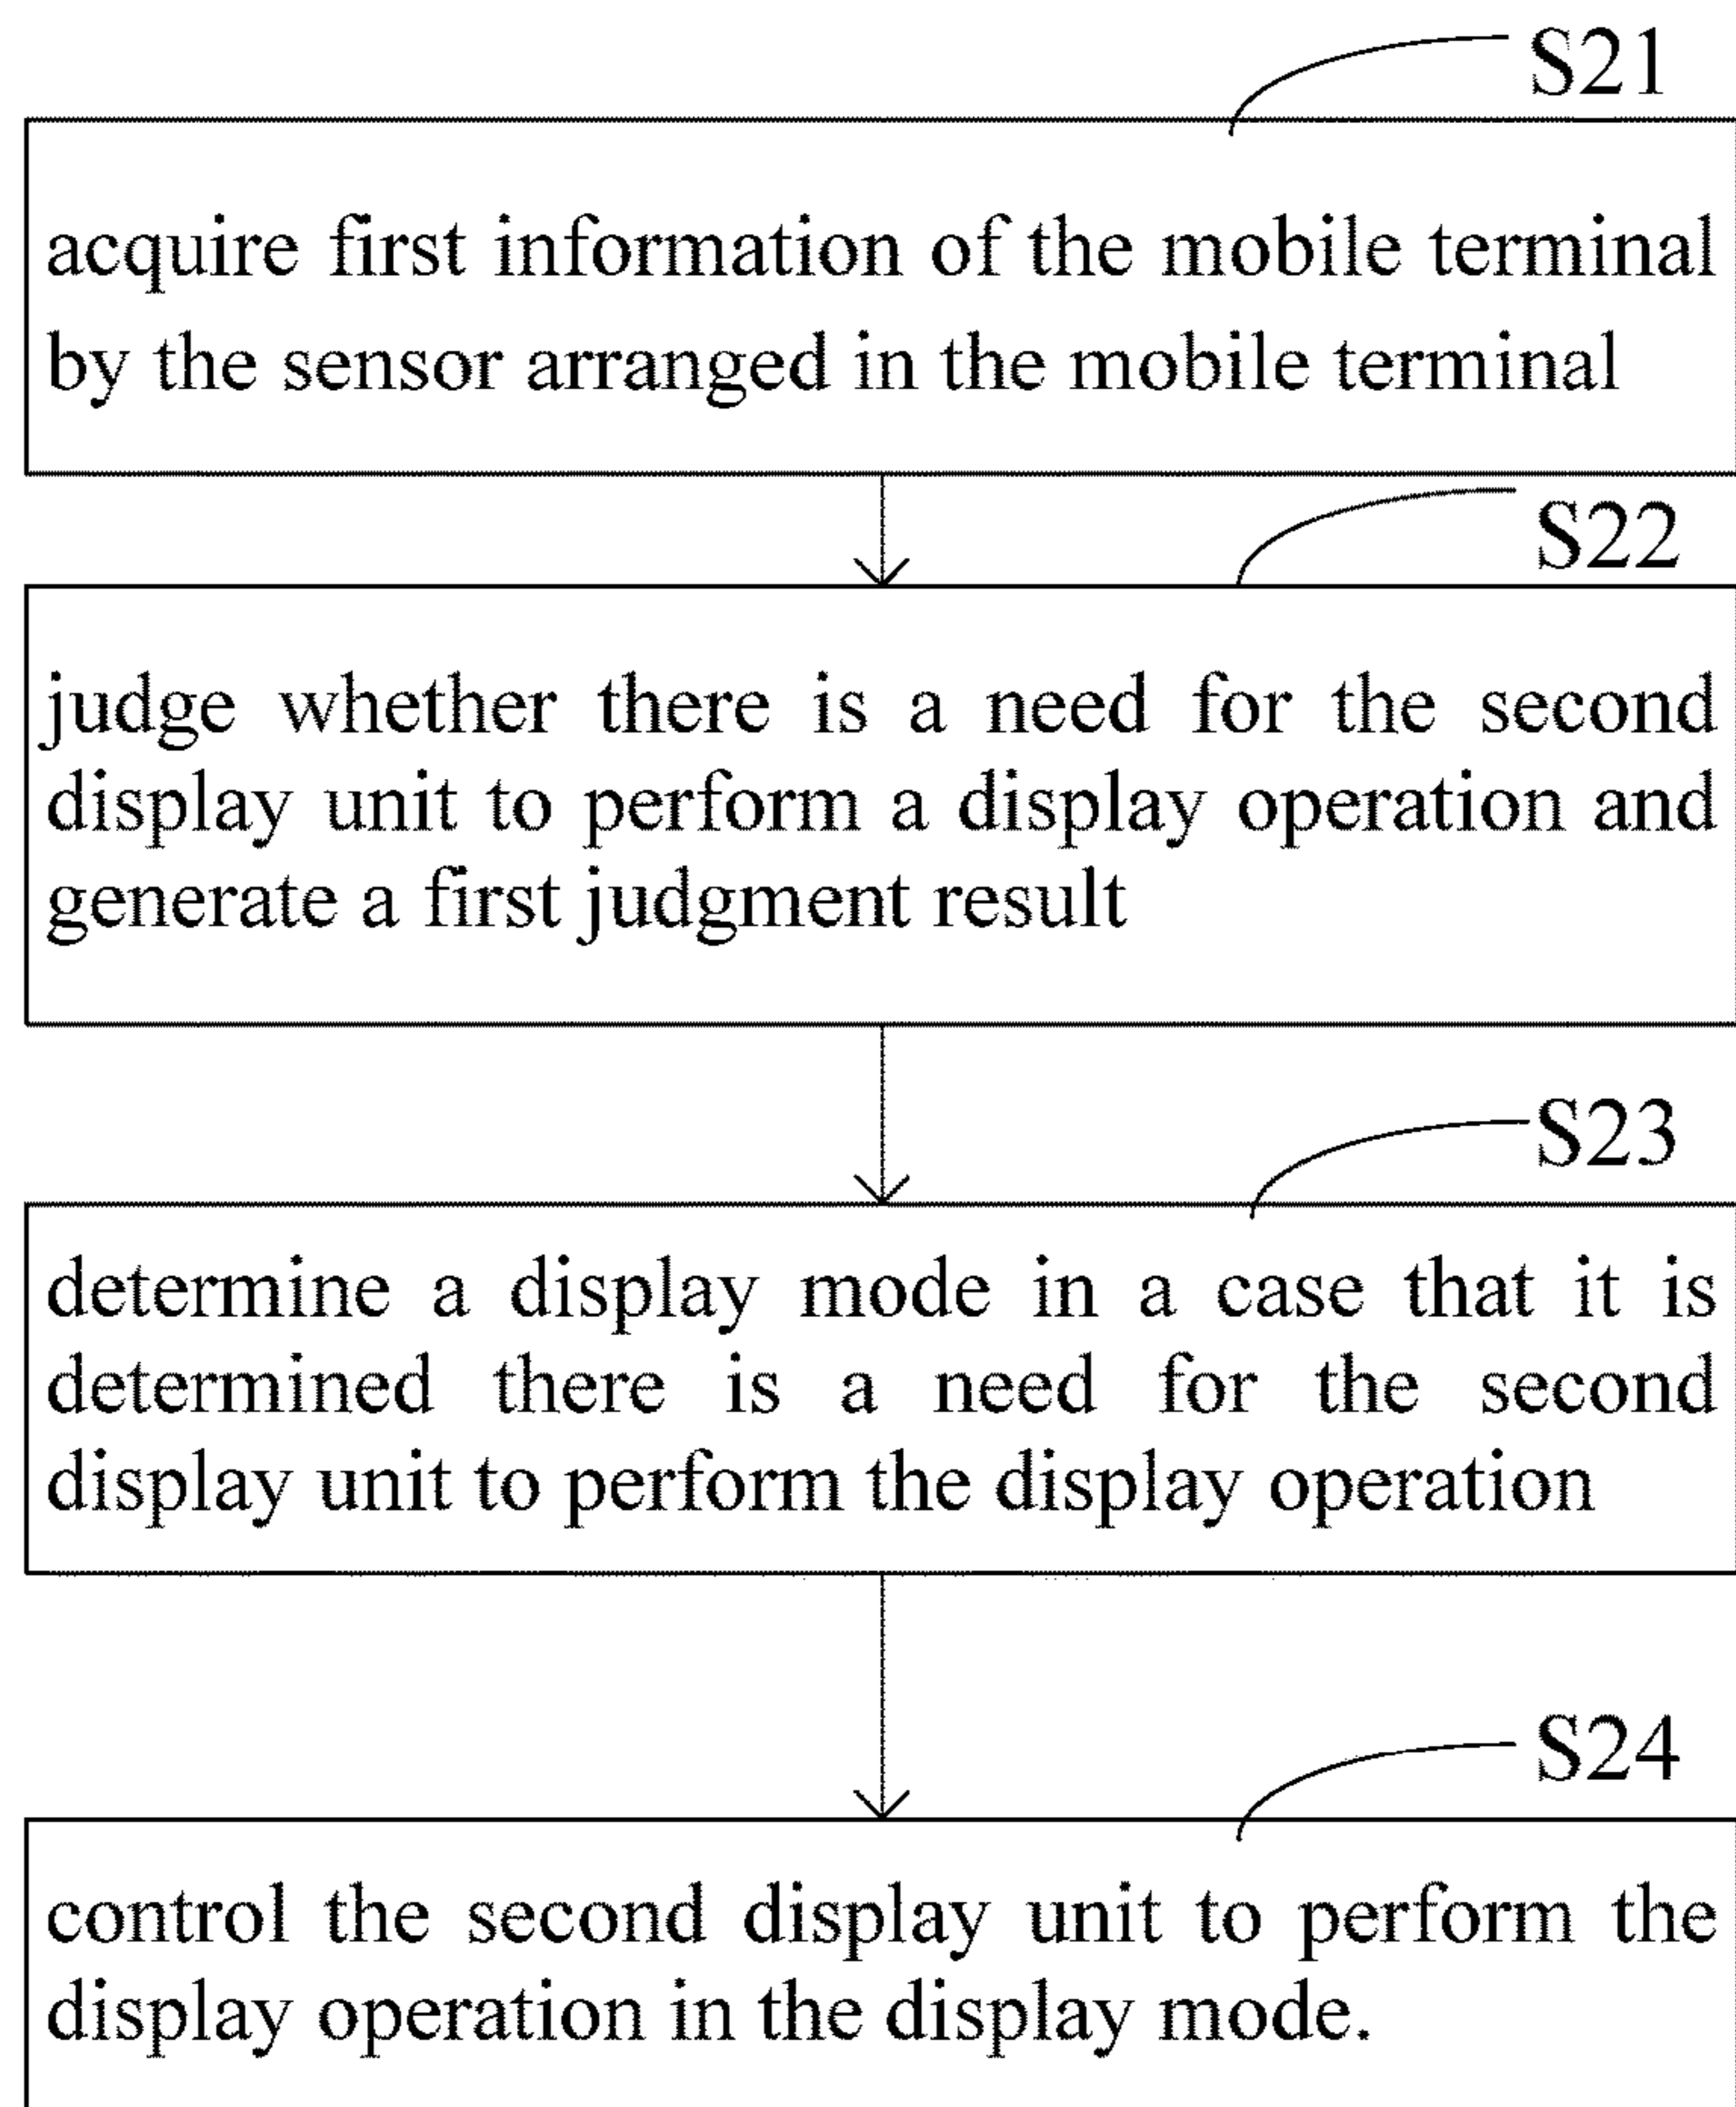 S21
acquire first information of the mobile terminal
by the sensor arranged in the mobile terminal
S22
judge whether there is a need for the second
display unit to perform a display operation and
generate a first judgment result
S23
determine a display mode in a case that it is
determined there is a need for the second
display unit to perform the display operation
S24
control the second display unit to perform the
display operation in the display mode.